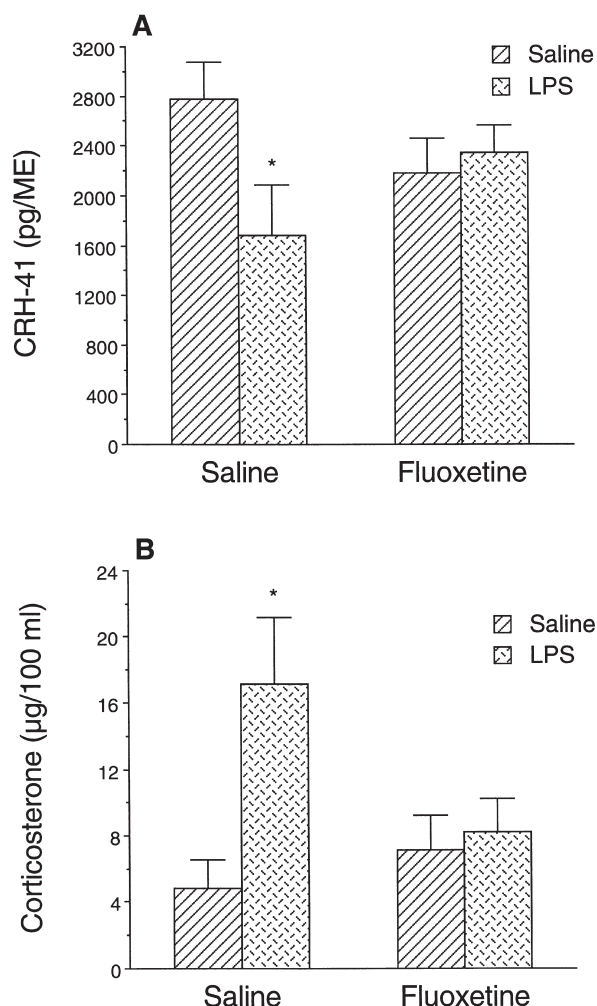 A
Saline
LPS
CRH-41 (pg/ME)
3200
2800
2400
2000
1600
1200
800
400
0
*
Saline
Fluoxetine
B
Saline
LPS
Corticosterone (µg/100 ml)
24
20
16
12
8
4
0
*
Saline
Fluoxetine